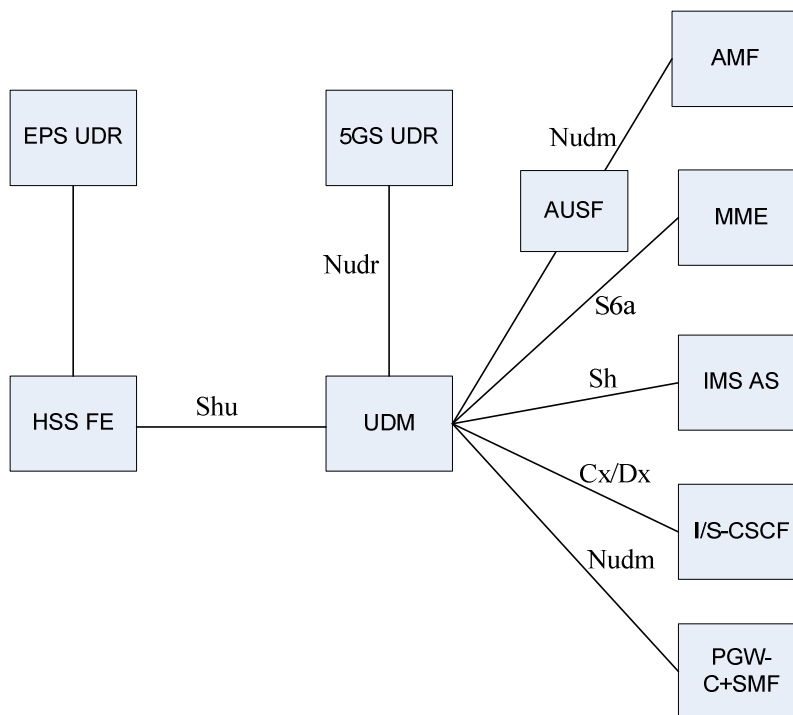 AMF
EPS UDR
5GS UDR
Nudm
AUSF
MME
Nudr
S6a
Shu
Sh
HSS FE
UDM
IMS AS
Cx/Dx
I/S-CSCF
Nudm
PGW-
C+SMF